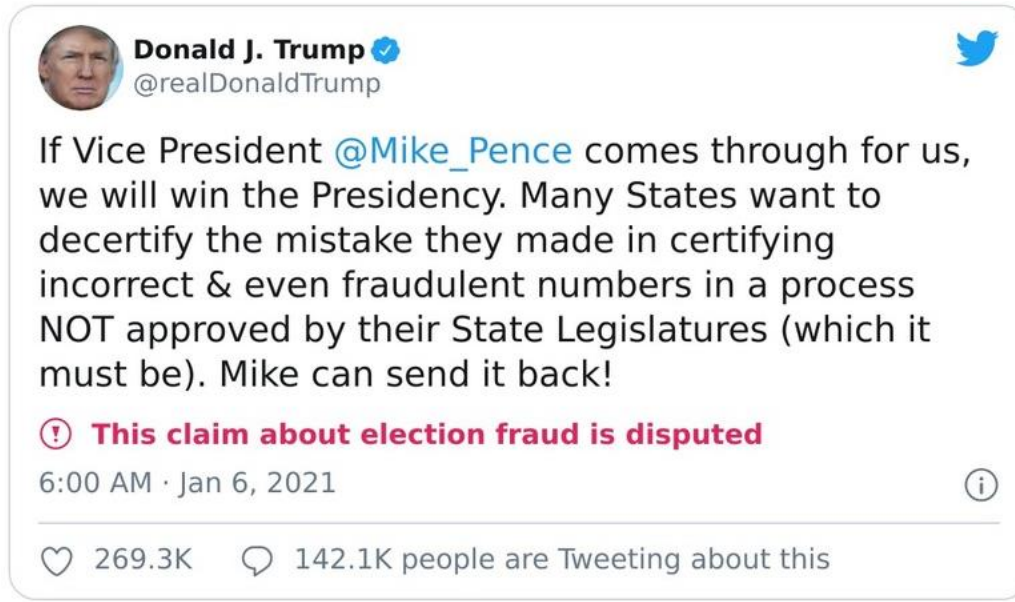 Donald J. Trump
@realDonaldTrump
If Vice President @Mike_Pence comes through for us,
we will win the Presidency. Many States want to
decertify the mistake they made in certifying
incorrect & even fraudulent numbers in a process
NOT approved by their State Legislatures (which it
must be). Mike can send it back!
This claim about election fraud is disputed
6:00 AM · Jan 6, 2021
269.3K 142.1K people are Tweeting about this